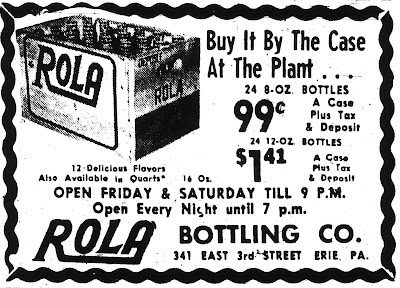 ROLA
ROLA
Buy It By The Case
At The Plant . . .
24 8-OZ. BOTTLES
99¢
A Case
Plus Tax
& Deposit
24 12-OZ. BOTTLES
$1.41
A Case
Plus Tax
& Deposit
12 Delicious Flavors
Also Available in Quarts 16 Oz.
OPEN FRIDAY & SATURDAY TILL 9 P.M.
Open Every Night until 7 p.m.
ROLA BOTTLING CO.
341 EAST 3rd STREET ERIE, PA.